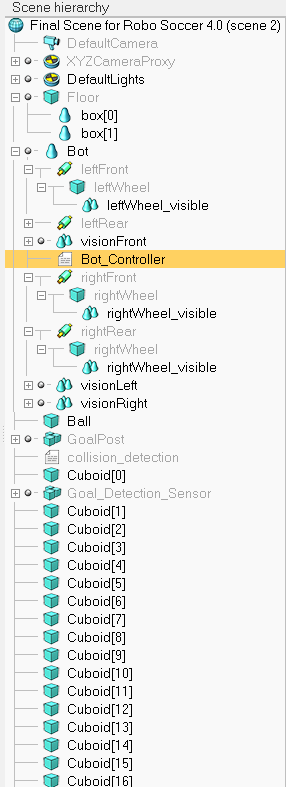 Scene hierarchy
Final Scene for Robo Soccer 4.0 (scene 2)
DefaultCamera
XYZCameraProxy
DefaultLights
Floor
box[0]
box[1]
Bot
leftFront
leftWheel
leftWheel_visible
leftRear
visionFront
Bot_Controller
rightFront
rightWheel
rightWheel_visible
rightRear
rightWheel
rightWheel_visible
visionLeft
visionRight
Ball
GoalPost
collision_detection
Cuboid[0]
Goal_Detection_Sensor
Cuboid[1]
Cuboid[2]
Cuboid[3]
Cuboid[4]
Cuboid[5]
Cuboid[6]
Cuboid[7]
Cuboid[8]
Cuboid[9]
Cuboid[10]
Cuboid[11]
Cuboid[12]
Cuboid[13]
Cuboid[14]
Cuboid[15]
Cuboid[16]